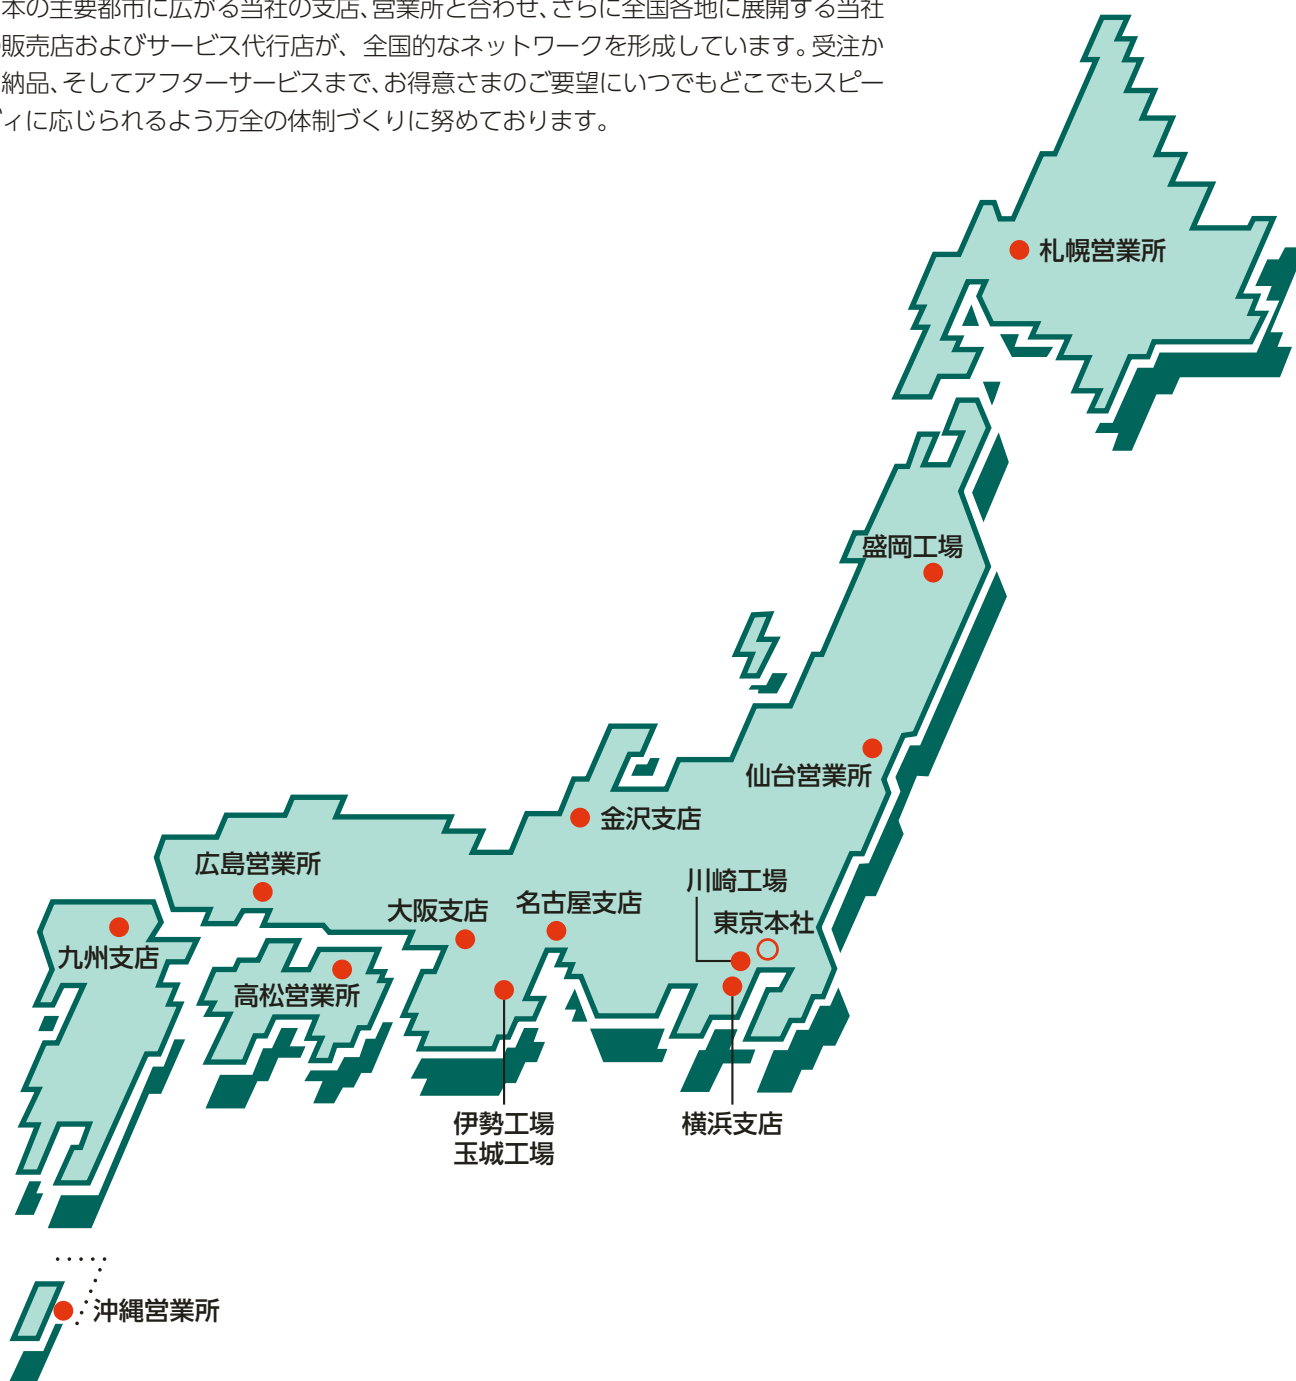 本の主要都市に広がる当社の支店、営業所と合わせ、さらに全国各地に展開する当社
販売店およびサービス代行店が、全国的なネットワークを形成しています。受注か
納品、そしてアフターサービスまで、お得意さまのご要望にいつでもどこでもスピー
ィに応じられるよう万全の体制づくりに努めております。
札幌営業所
盛岡工場
仙台営業所
金沢支店
広島営業所
川崎工場
大阪支店
名古屋支店
東京本社
九州支店
高松営業所
伊勢工場
玉城工場
横浜支店
沖縄営業所